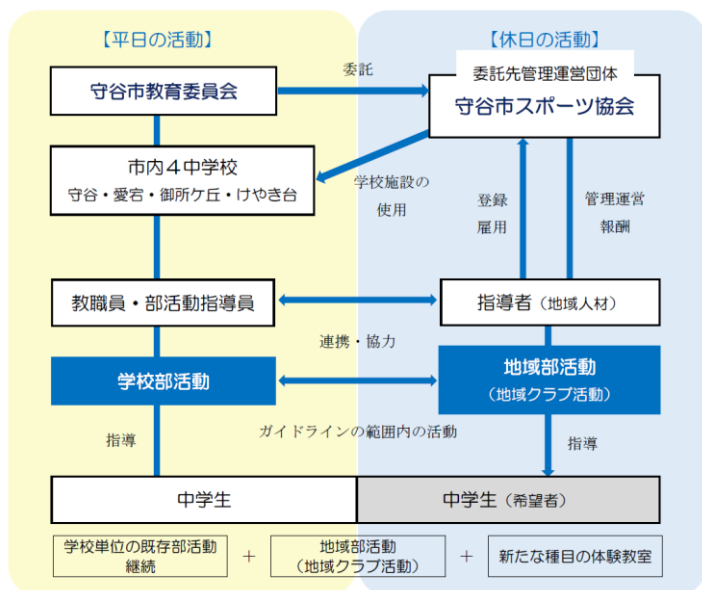 【平日の活動】
【休日の活動】
守谷市教育委員会
委託
委託先管理運営団体
守谷市スポーツ協会
市内4中学校
守谷・愛宕・御所ケ丘・けやき台
学校施設の
使用
登録
雇用
管理運営
報酬
教職員・部活動指導員
指導者（地域人材）
連携・協力
学校部活動
地域部活動
（地域クラブ活動）
ガイドラインの範囲内の活動
指導
指導
中学生
中学生（希望者）
学校単位の既存部活動
継続
＋
地域部活動
（地域クラブ活動）
＋
新たな種目の体験教室